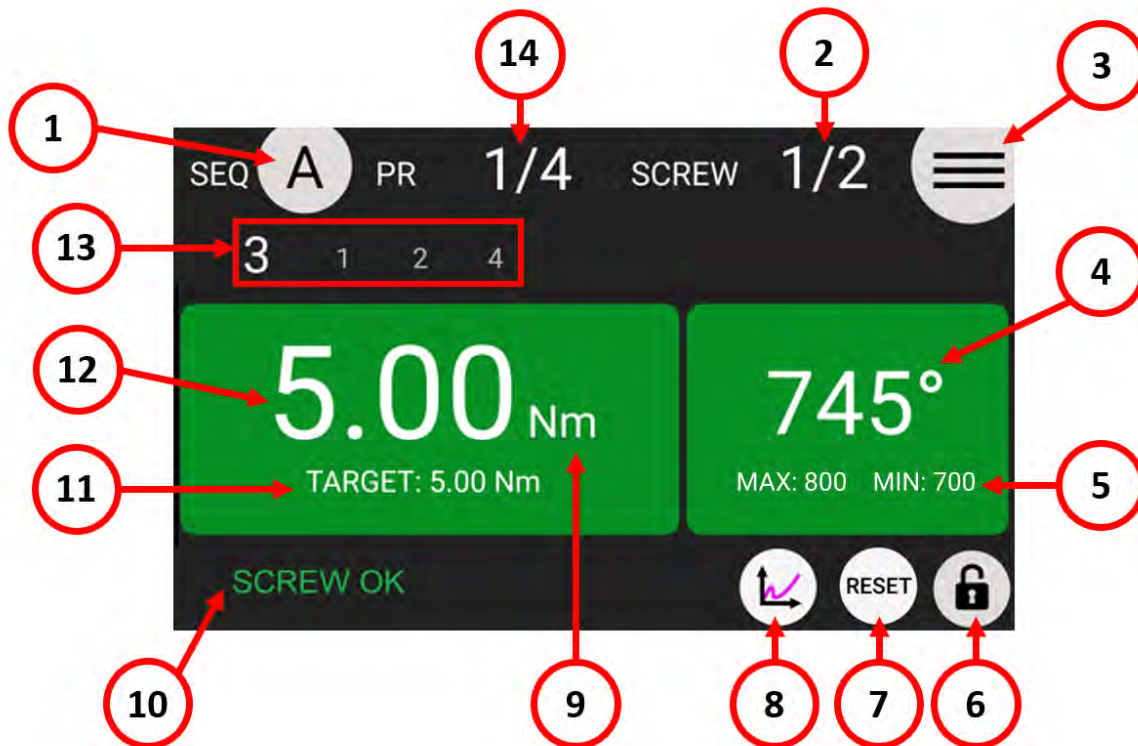 14
2
3
1
SEQ A PR 1/4 SCREW 1/2
13
3 1 2 4
4
12
5.00 Nm
745°
11
TARGET: 5.00 Nm
MAX: 800 MIN: 700
5
SCREW OK
RESET
10
9
8
7
6